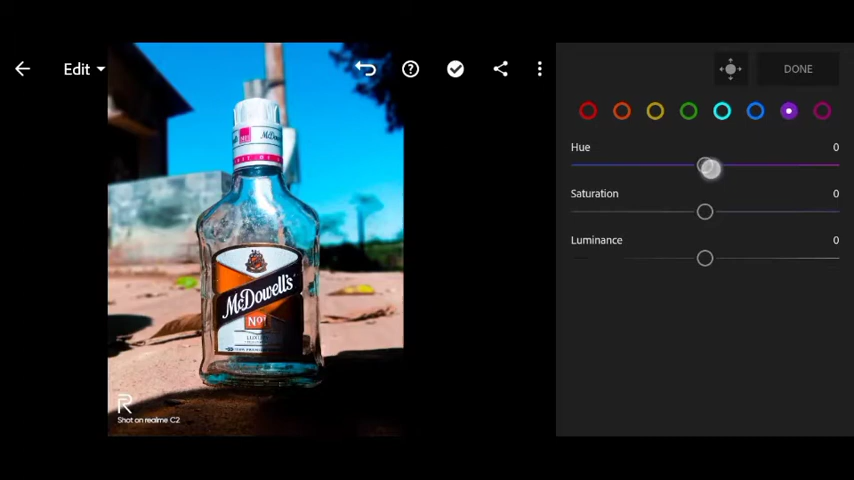 Edit
DONE
Hue
0
Saturation
0
Luminance
0
McDowell's
No1
Shot on realme C2